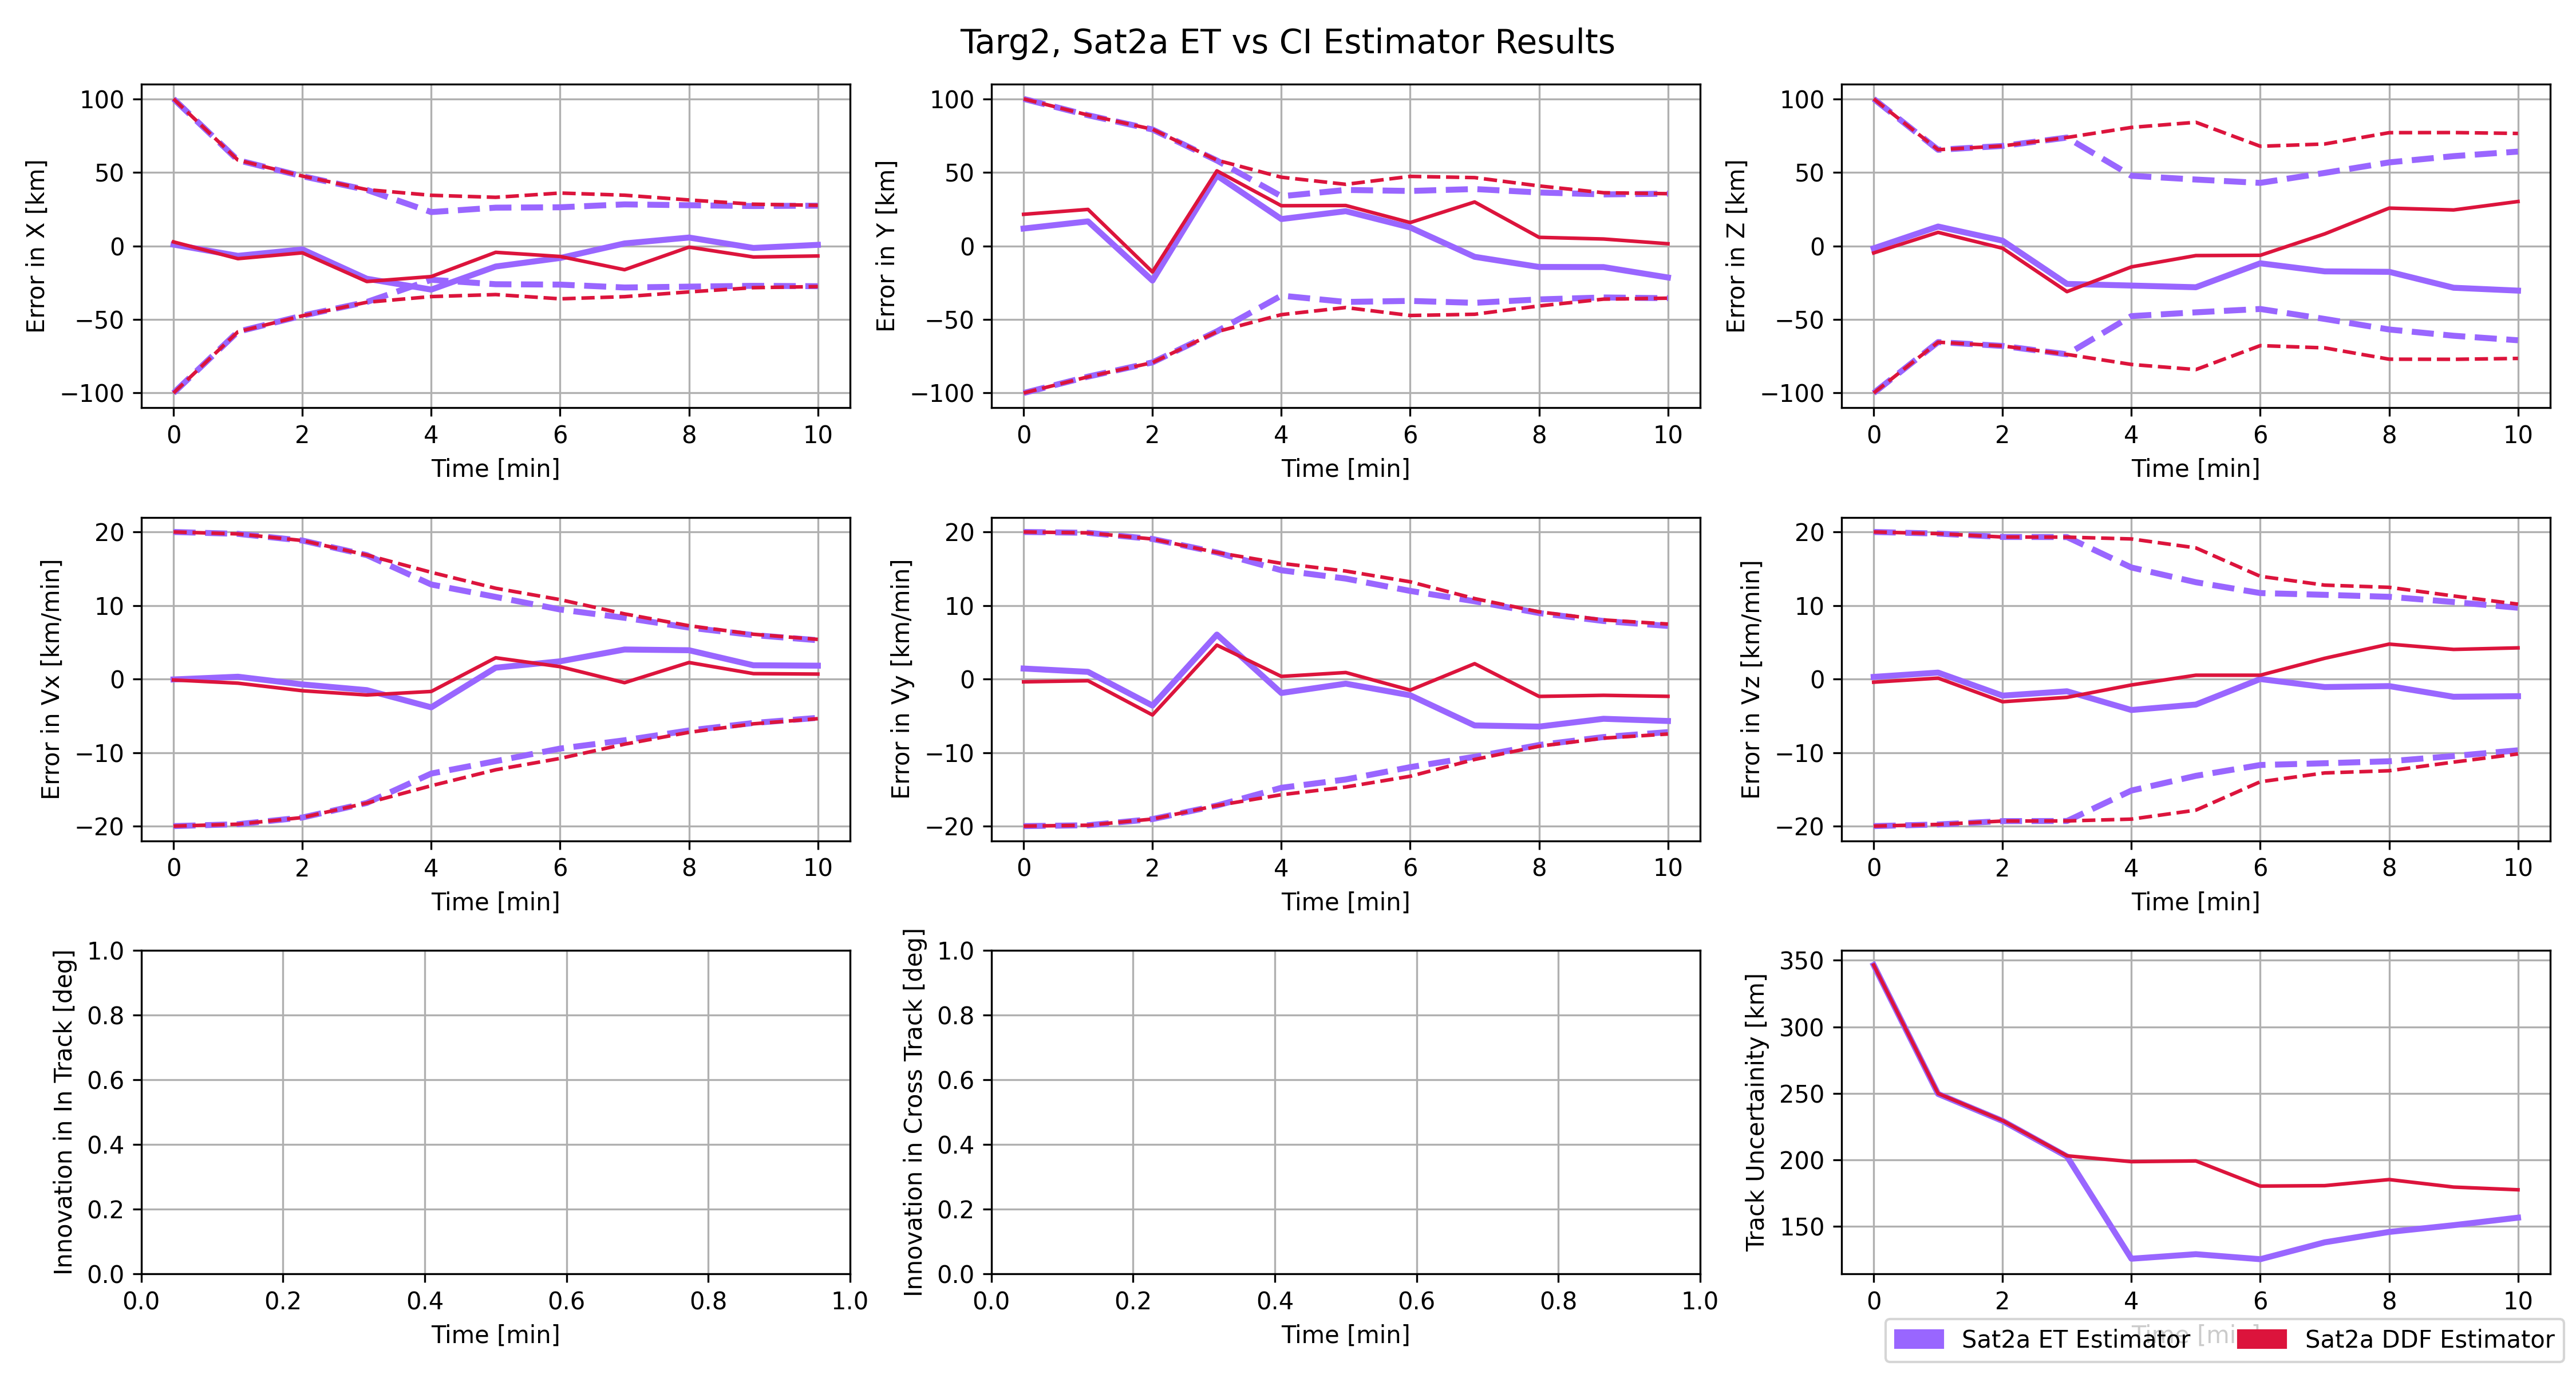 Targ2, Sat2a ET vs CI Estimator Results
Error in X [km]
100
50
0
−50
−100
0 2 4 6 8 10
Time [min]
Error in Y [km]
100
50
0
−50
−100
0 2 4 6 8 10
Time [min]
Error in Z [km]
100
50
0
−50
−100
0 2 4 6 8 10
Time [min]
Error in Vx [km/min]
20
10
0
−10
−20
0 2 4 6 8 10
Time [min]
Error in Vy [km/min]
20
10
0
−10
−20
0 2 4 6 8 10
Time [min]
Error in Vz [km/min]
20
10
0
−10
−20
0 2 4 6 8 10
Time [min]
Innovation in In Track [deg]
1.0
0.8
0.6
0.4
0.2
0.0
0.0 0.2 0.4 0.6 0.8 1.0
Time [min]
Innovation in Cross Track [deg]
1.0
0.8
0.6
0.4
0.2
0.0
0.0 0.2 0.4 0.6 0.8 1.0
Time [min]
Track Uncertainity [km]
350
300
250
200
150
0 2 4 6 8 10
Time [min]
Sat2a ET Estimator
Sat2a DDF Estimator